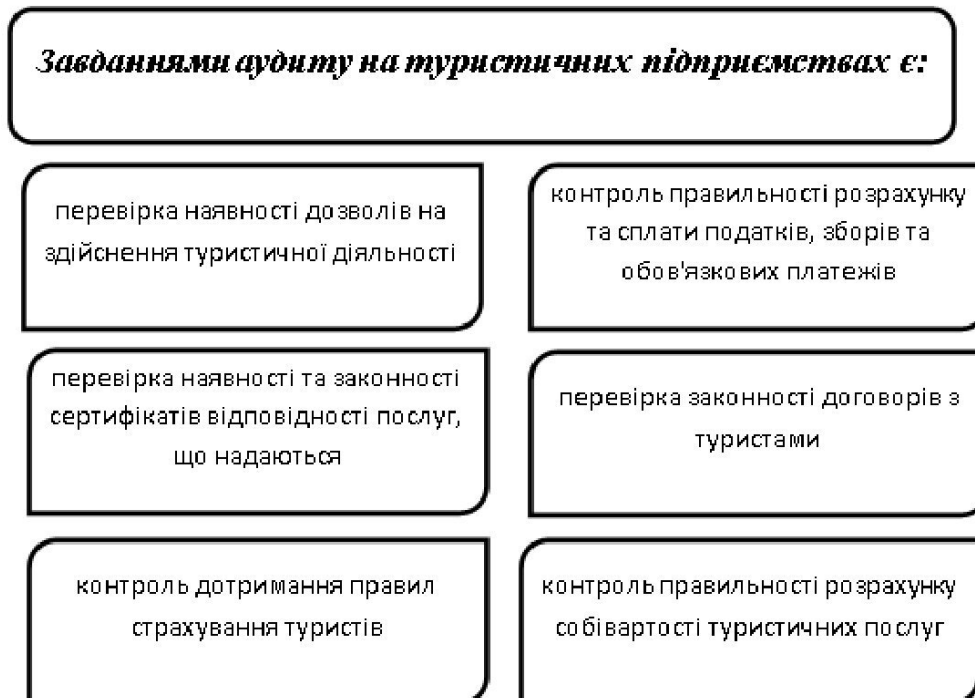 Завданнями аудиту на туристичних підприємствах є:
перевірка наявності дозволів на
здійснення туристичної діяльності
контроль правильності розрахунку
та сплати податків, зборів та
обов'язкових платежів
перевірка наявності та законності
сертифікатів відповідності послуг,
що надаються
перевірка законності договорів з
туристами
контроль дотримання правил
страхування туристів
контроль правильності розрахунку
собівартості туристичних послуг